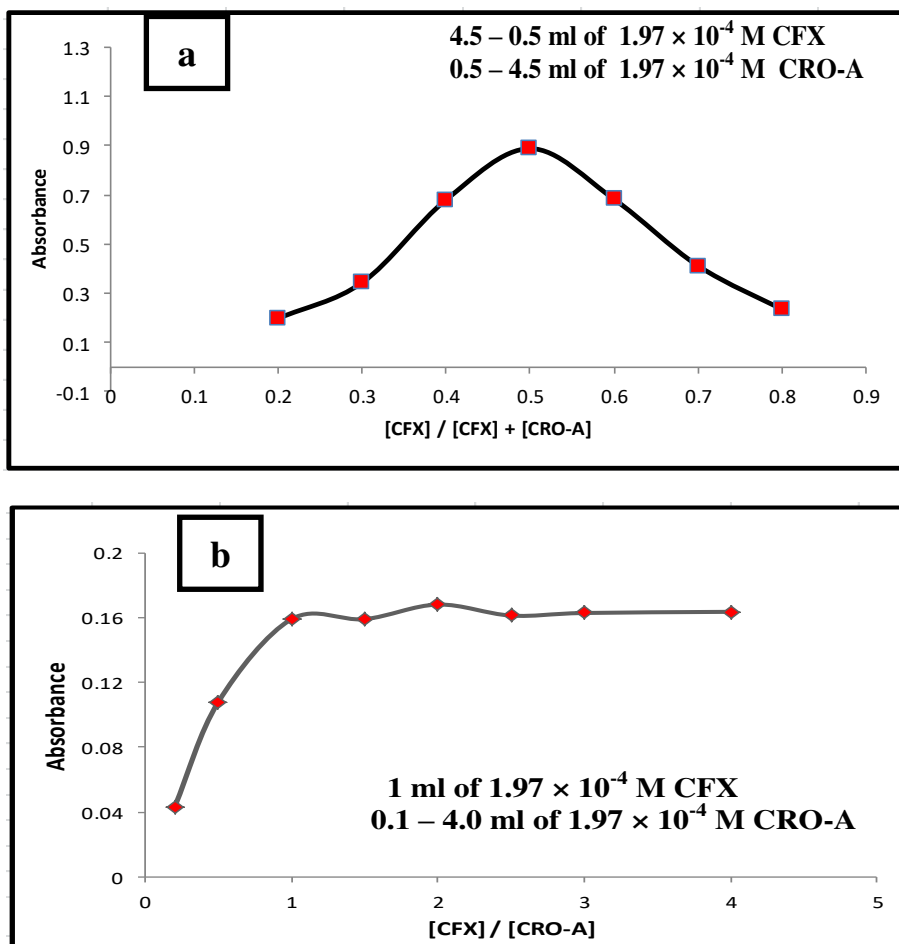 a
4.5 – 0.5 ml of 1.97 × 10⁻⁴ M CFX
0.5 – 4.5 ml of 1.97 × 10⁻⁴ M CRO-A
1.3
1.1
0.9
0.7
0.5
0.3
0.1
-0.1
Absorbance
0 0.1 0.2 0.3 0.4 0.5 0.6 0.7 0.8 0.9
[CFX] / [CFX] + [CRO-A]
b
0.2
0.16
0.12
0.08
0.04
0
Absorbance
1 ml of 1.97 × 10⁻⁴ M CFX
0.1 – 4.0 ml of 1.97 × 10⁻⁴ M CRO-A
0 1 2 3 4 5
[CFX] / [CRO-A]